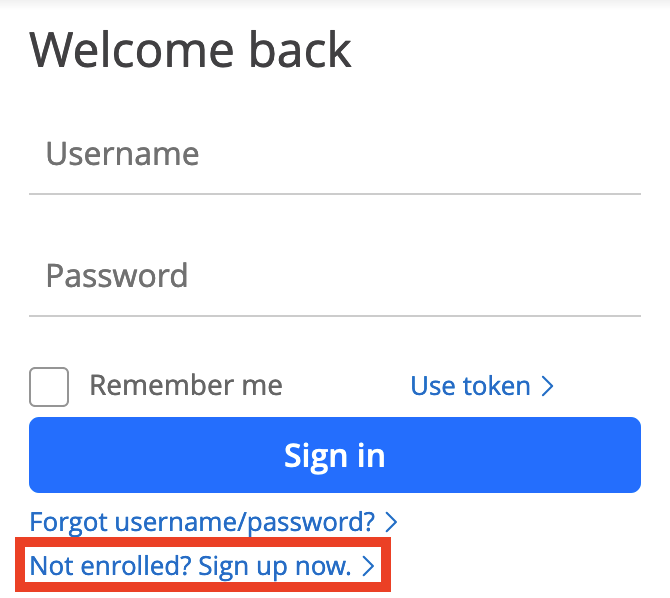 Welcome back
Username
Password
Remember me Use token >
Sign in
Forgot username/password? >
Not enrolled? Sign up now. >